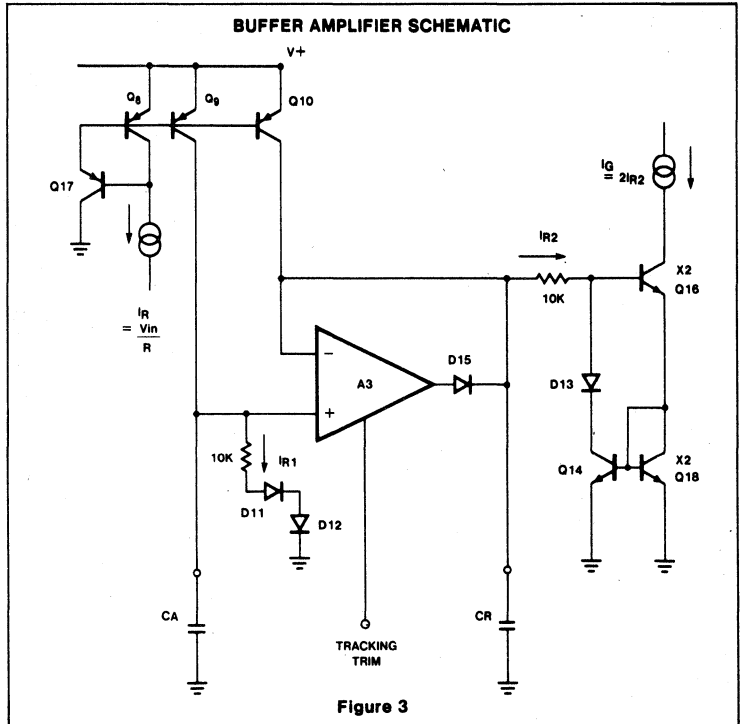 BUFFER AMPLIFIER SCHEMATIC
V+
Q8
Q9
Q10
Q17
IR
= Vin
R
IG
= 2IR2
IR2
10K
X2
Q16
A3
−
+
D15
D13
10K
IR1
D11
D12
Q14
X2
Q18
CA
TRACKING
TRIM
CR
Figure 3